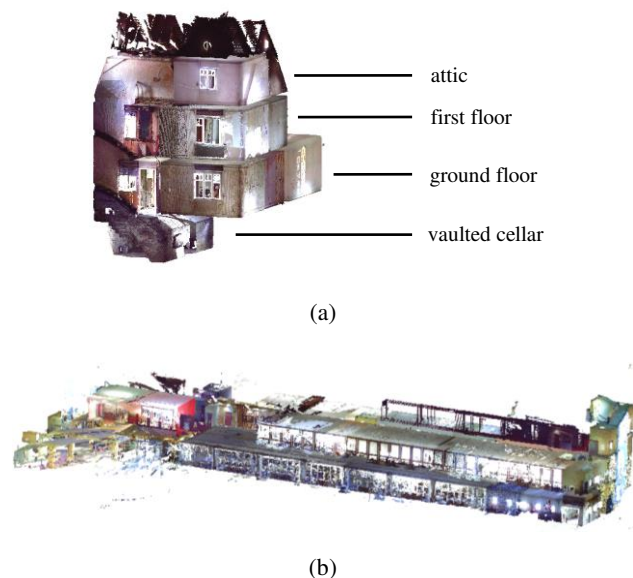 attic
first floor
ground floor
vaulted cellar
(a)
(b)